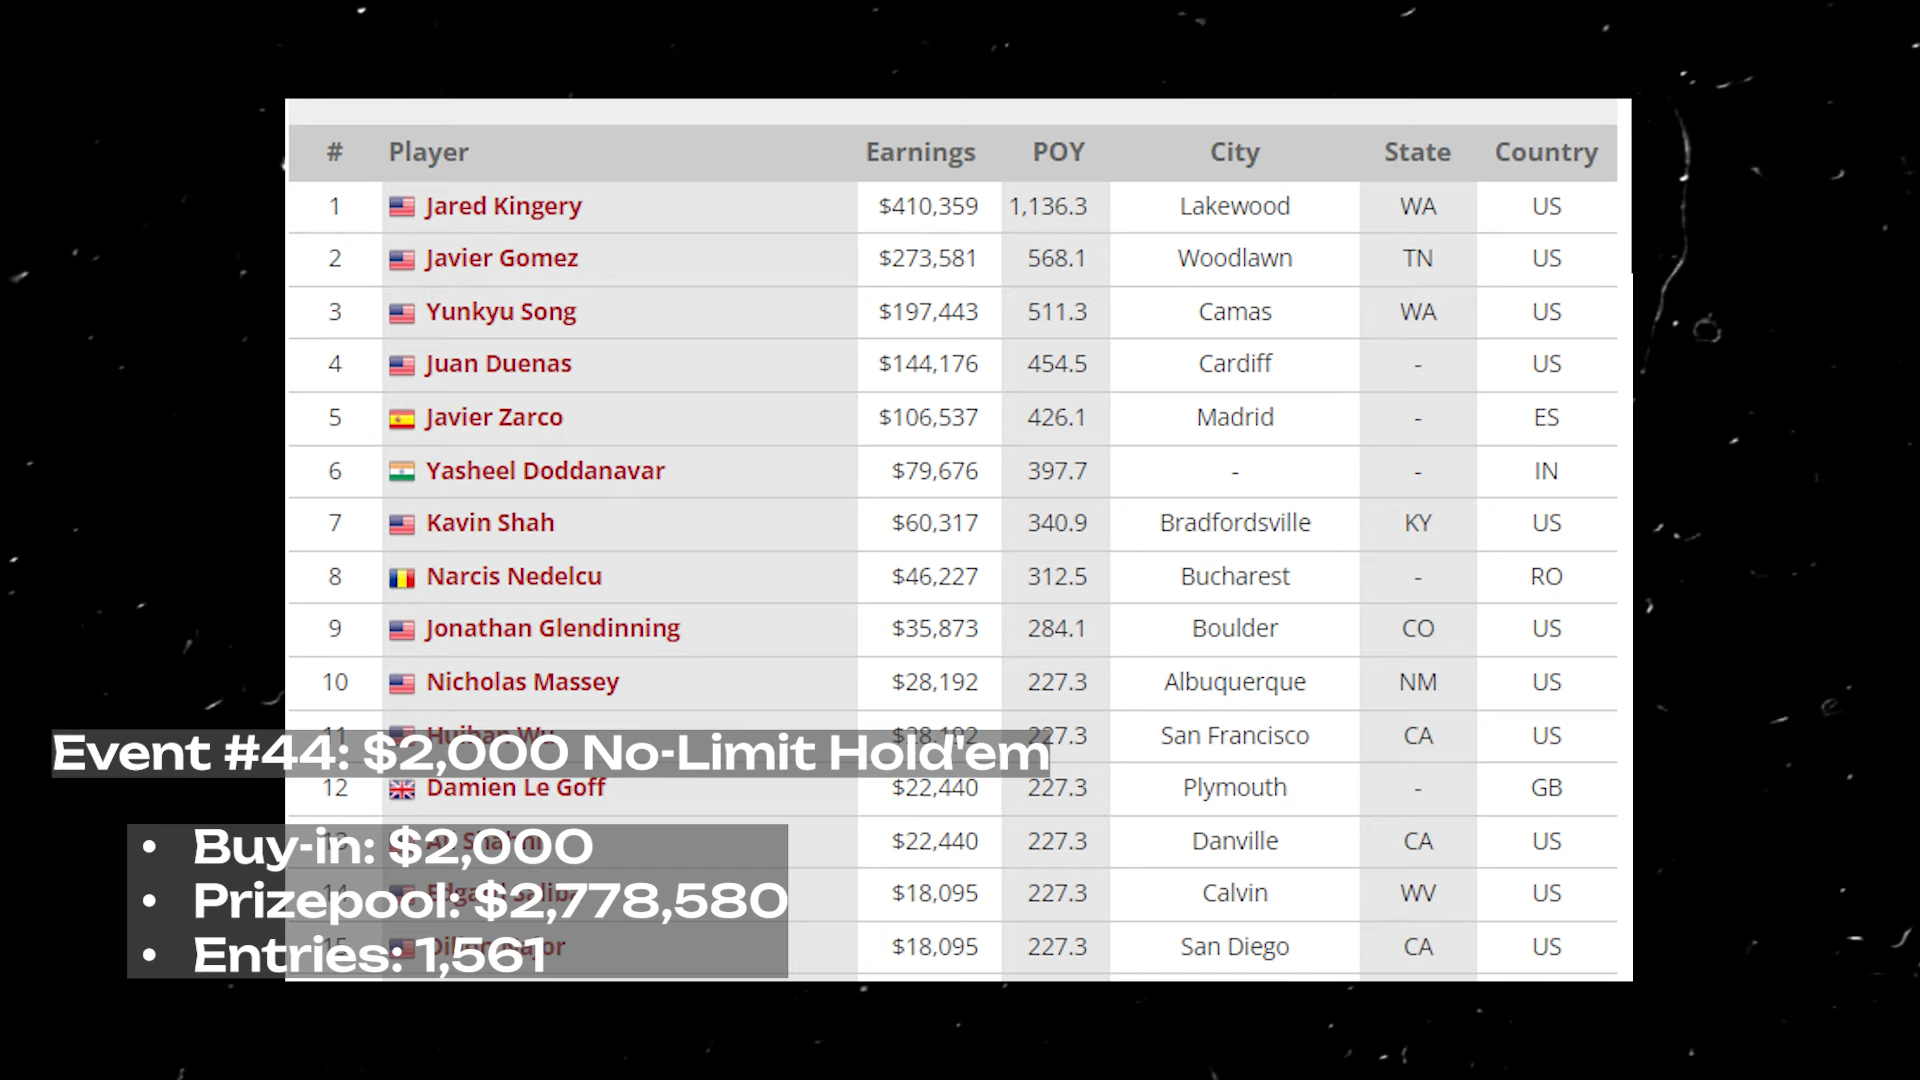 # Player Earnings POY City State Country
1 Jared Kingery $410,359 1,136.3 Lakewood WA US
2 Javier Gomez $273,581 568.1 Woodlawn TN US
3 Yunkyu Song $197,443 511.3 Camas WA US
4 Juan Duenas $144,176 454.5 Cardiff - US
5 Javier Zarco $106,537 426.1 Madrid - ES
6 Yasheel Doddanavar $79,676 397.7 - - IN
7 Kavin Shah $60,317 340.9 Bradfordsville KY US
8 Narcis Nedelcu $46,227 312.5 Bucharest - RO
9 Jonathan Glendinning $35,873 284.1 Boulder CO US
10 Nicholas Massey $28,192 227.3 Albuquerque NM US
11 $28,192 227.3 San Francisco CA US
Event #44: $2,000 No-Limit Hold'em
12 Damien Le Goff $22,440 227.3 Plymouth - GB
13 $22,440 227.3 Danville CA US
• Buy-in: $2,000
14 $18,095 227.3 Calvin WV US
• Prizepool: $2,778,580
15 $18,095 227.3 San Diego CA US
• Entries: 1,561